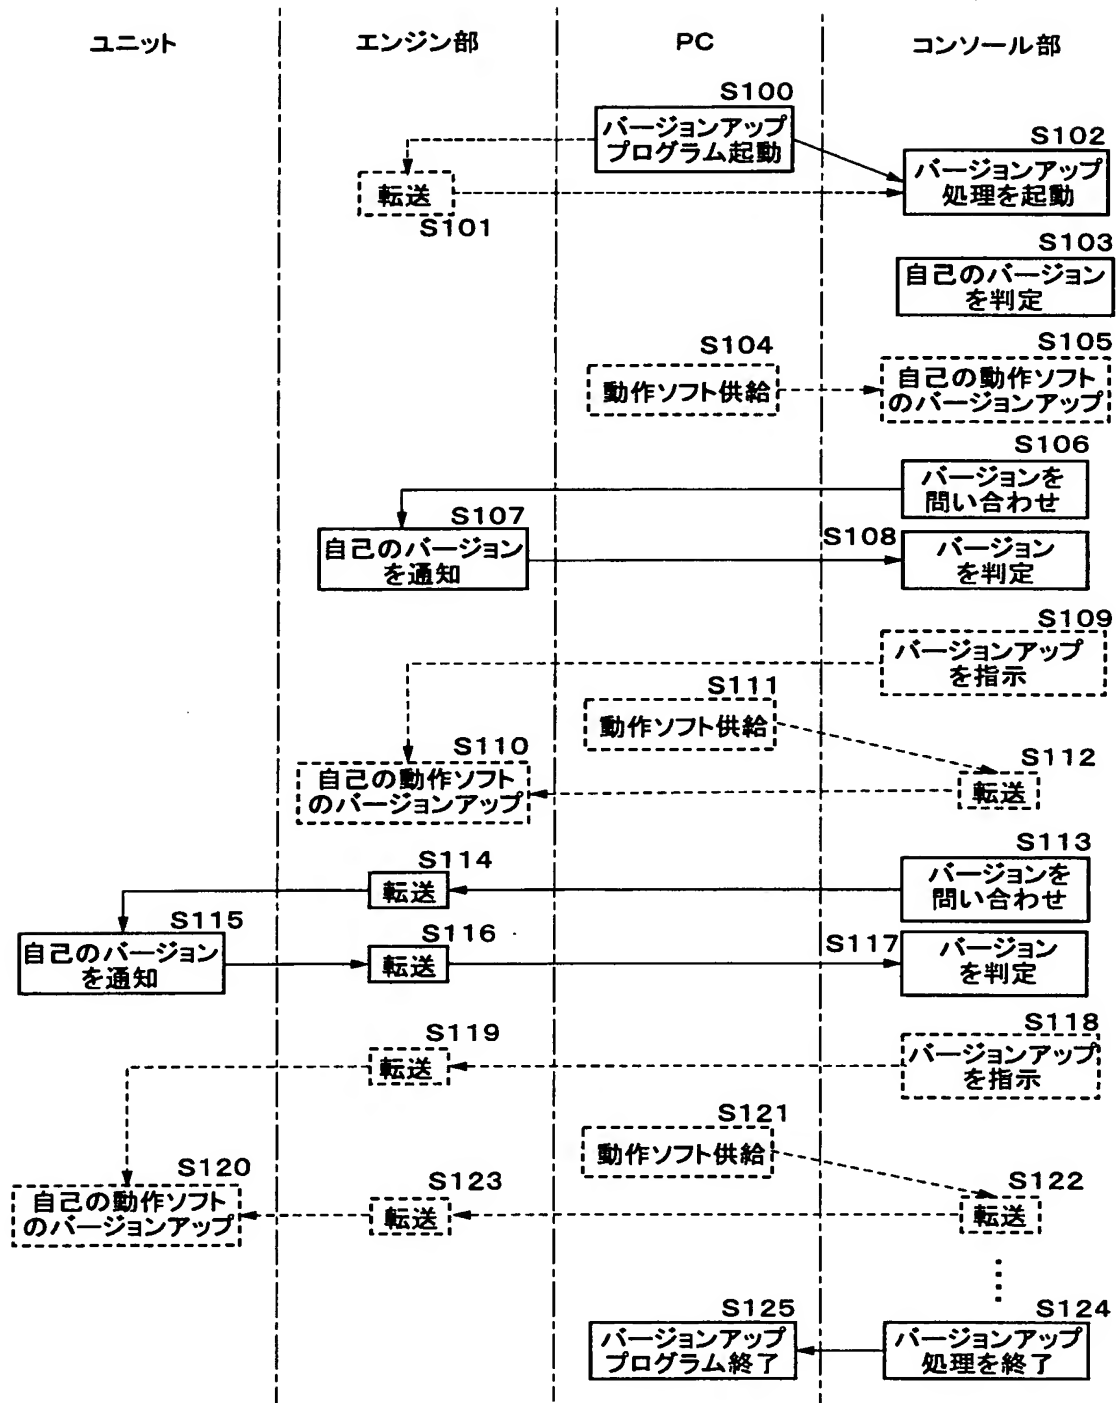 ユニット
エンジン部
PC
コンソール部
S100
バージョンアップ
プログラム起動
S102
バージョンアップ
処理を起動
転送
S101
S103
自己のバージョン
を判定
S104
動作ソフト供給
S105
自己の動作ソフト
のバージョンアップ
S106
バージョンを
問い合わせ
S107
自己のバージョン
を通知
S108
バージョン
を判定
S109
バージョンアップ
を指示
S111
動作ソフト供給
S110
自己の動作ソフト
のバージョンアップ
S112
転送
S113
バージョンを
問い合わせ
S114
転送
S115
自己のバージョン
を通知
S116
転送
S117
バージョン
を判定
S118
バージョンアップ
を指示
S119
転送
S121
動作ソフト供給
S120
自己の動作ソフト
のバージョンアップ
S123
転送
S122
転送
S125
バージョンアップ
プログラム終了
S124
バージョンアップ
処理を終了